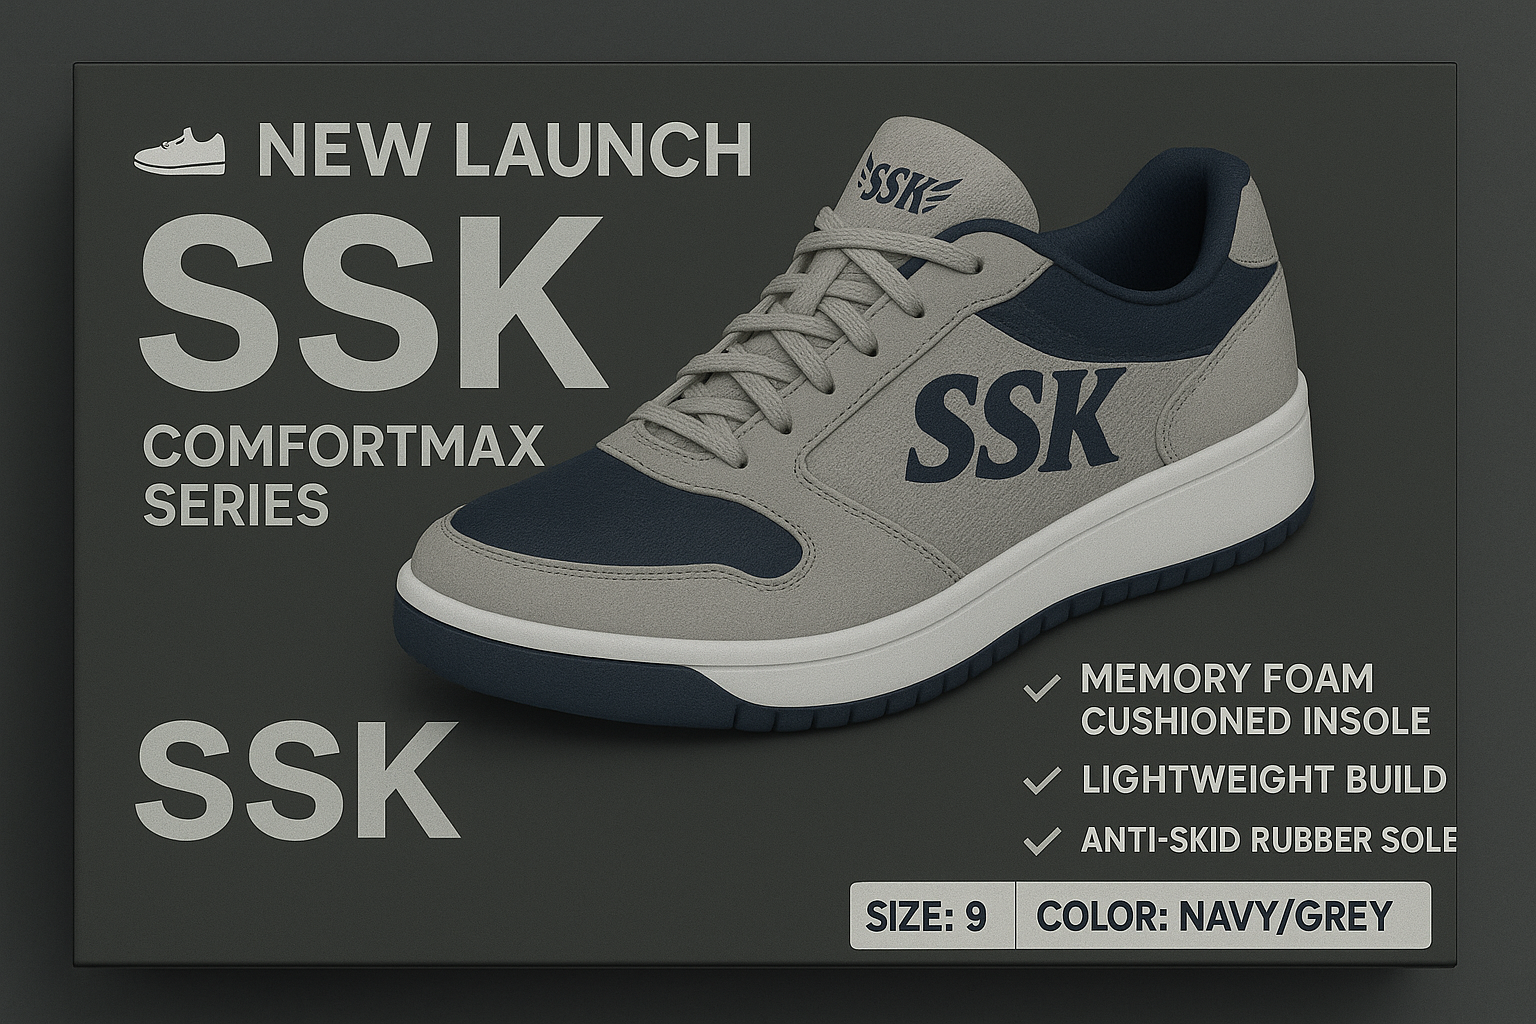 NEW LAUNCH
SSK
COMFORTMAX
SERIES
SSK
SSK
SSK
MEMORY FOAM
CUSHIONED INSOLE
LIGHTWEIGHT BUILD
ANTI-SKID RUBBER SOLE
SIZE: 9
COLOR: NAVY/GREY